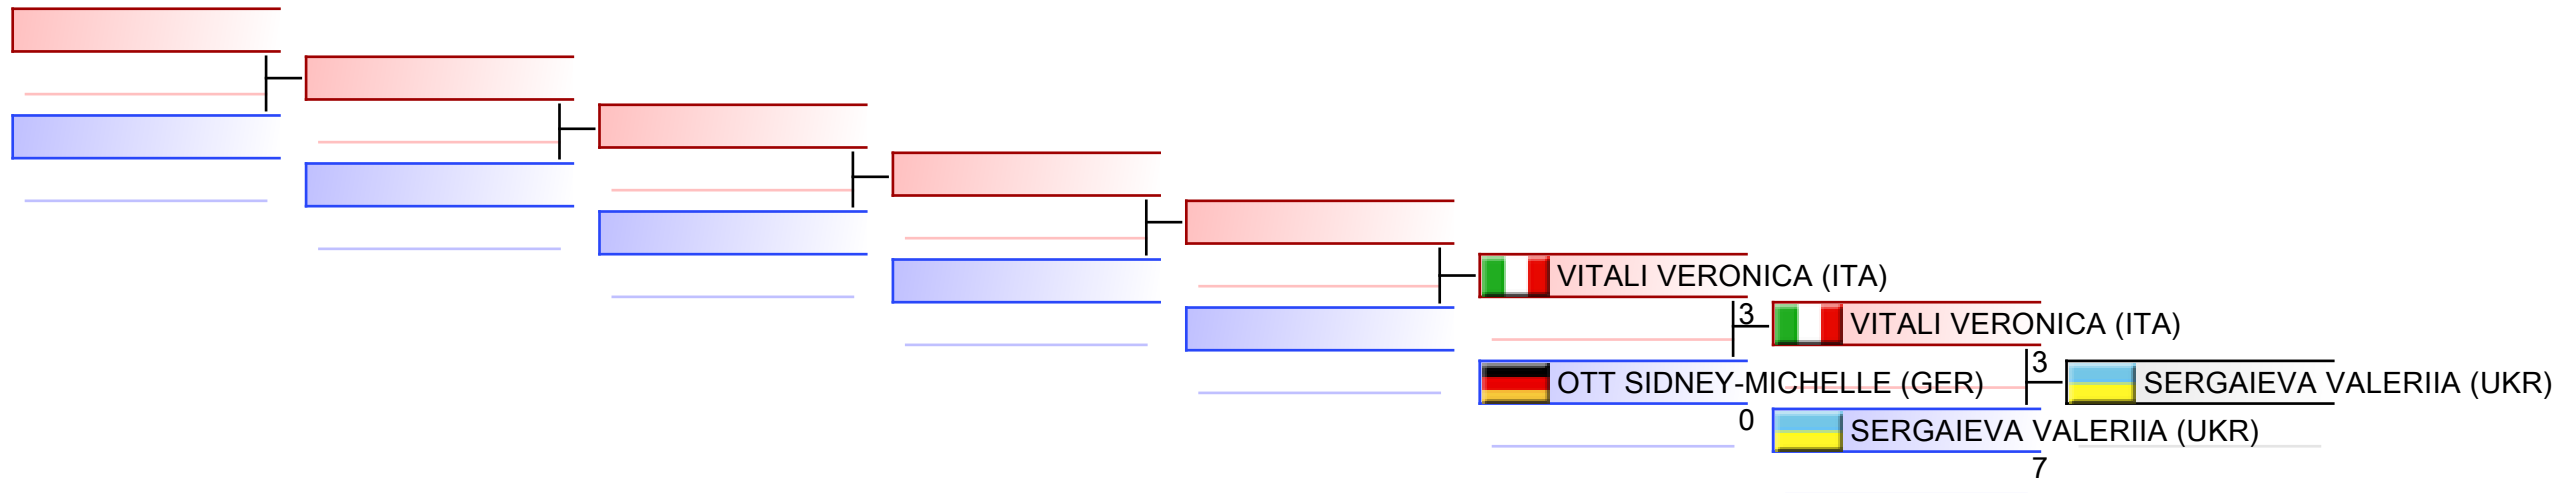 VITALI VERONICA (ITA)
3
VITALI VERONICA (ITA)
3
OTT SIDNEY-MICHELLE (GER)
SERGAIEVA VALERIIA (UKR)
0
SERGAIEVA VALERIIA (UKR)
7